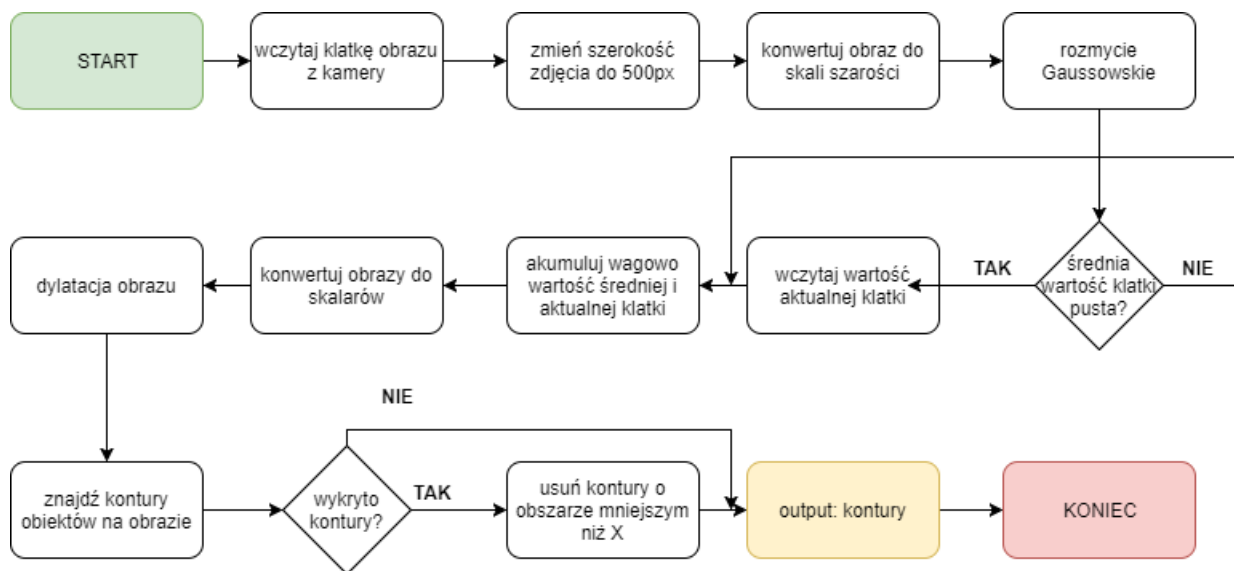 START
wczytaj klatkę obrazu
z kamery
zmień szerokość
zdjęcia do 500px
konwertuj obraz do
skali szarości
rozmycie
Gaussowskie
dylatacja obrazu
konwertuj obrazy do
skalarów
akumuluj wagowo
wartość średniej i
aktualnej klatki
wczytaj wartość
aktualnej klatki
TAK
średnia
wartość klatki
pusta?
NIE
NIE
znajdź kontury
obiektów na obrazie
wykryto
kontury?
TAK
usuń kontury o
obszarze mniejszym
niż X
output: kontury
KONIEC